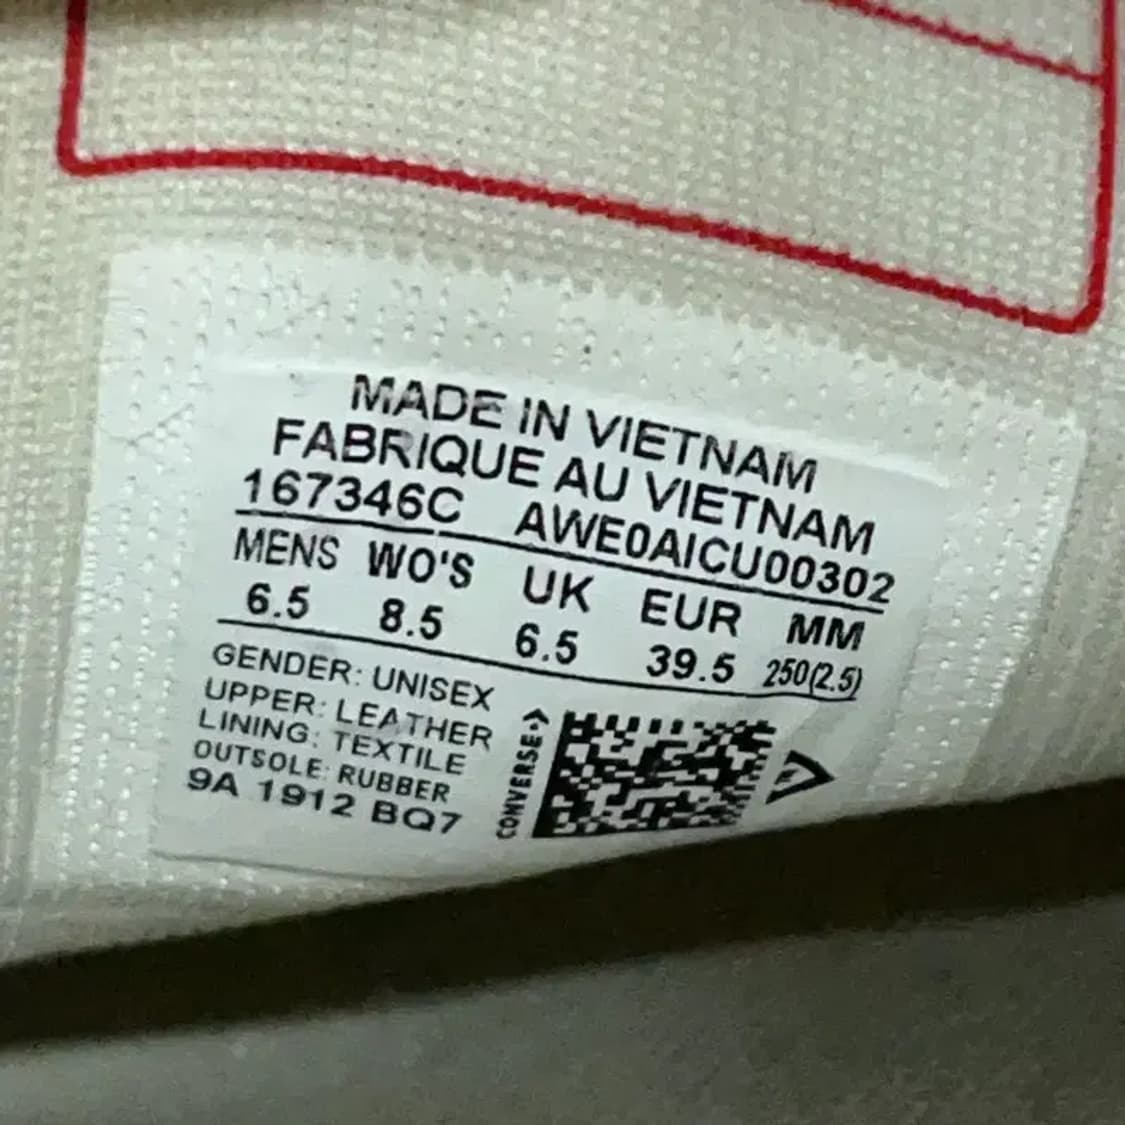 MADE IN VIETNAM
FABRIQUE AU VIETNAM
167346C AWE0AICU00302
MENS WO'S UK EUR MM
6.5 8.5 6.5 39.5 250(2.5)
GENDER: UNISEX
UPPER: LEATHER
LINING: TEXTILE
OUTSOLE: RUBBER
9A 1912 BQ7
CONVERSE